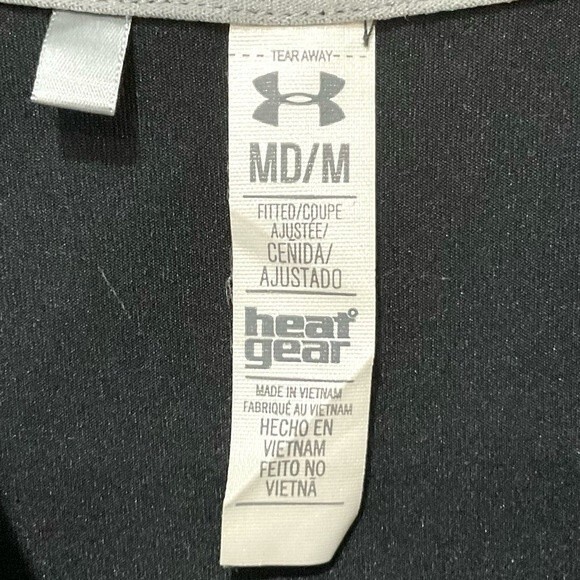 TEAR AWAY
MD/M
FITTED/COUPE
AJUSTÉE/
CEÑIDA/
AJUSTADO
heat
gear
MADE IN VIETNAM
FABRIQUÉ AU VIETNAM
HECHO EN
VIETNAM
FEITO NO
VIETNÃ